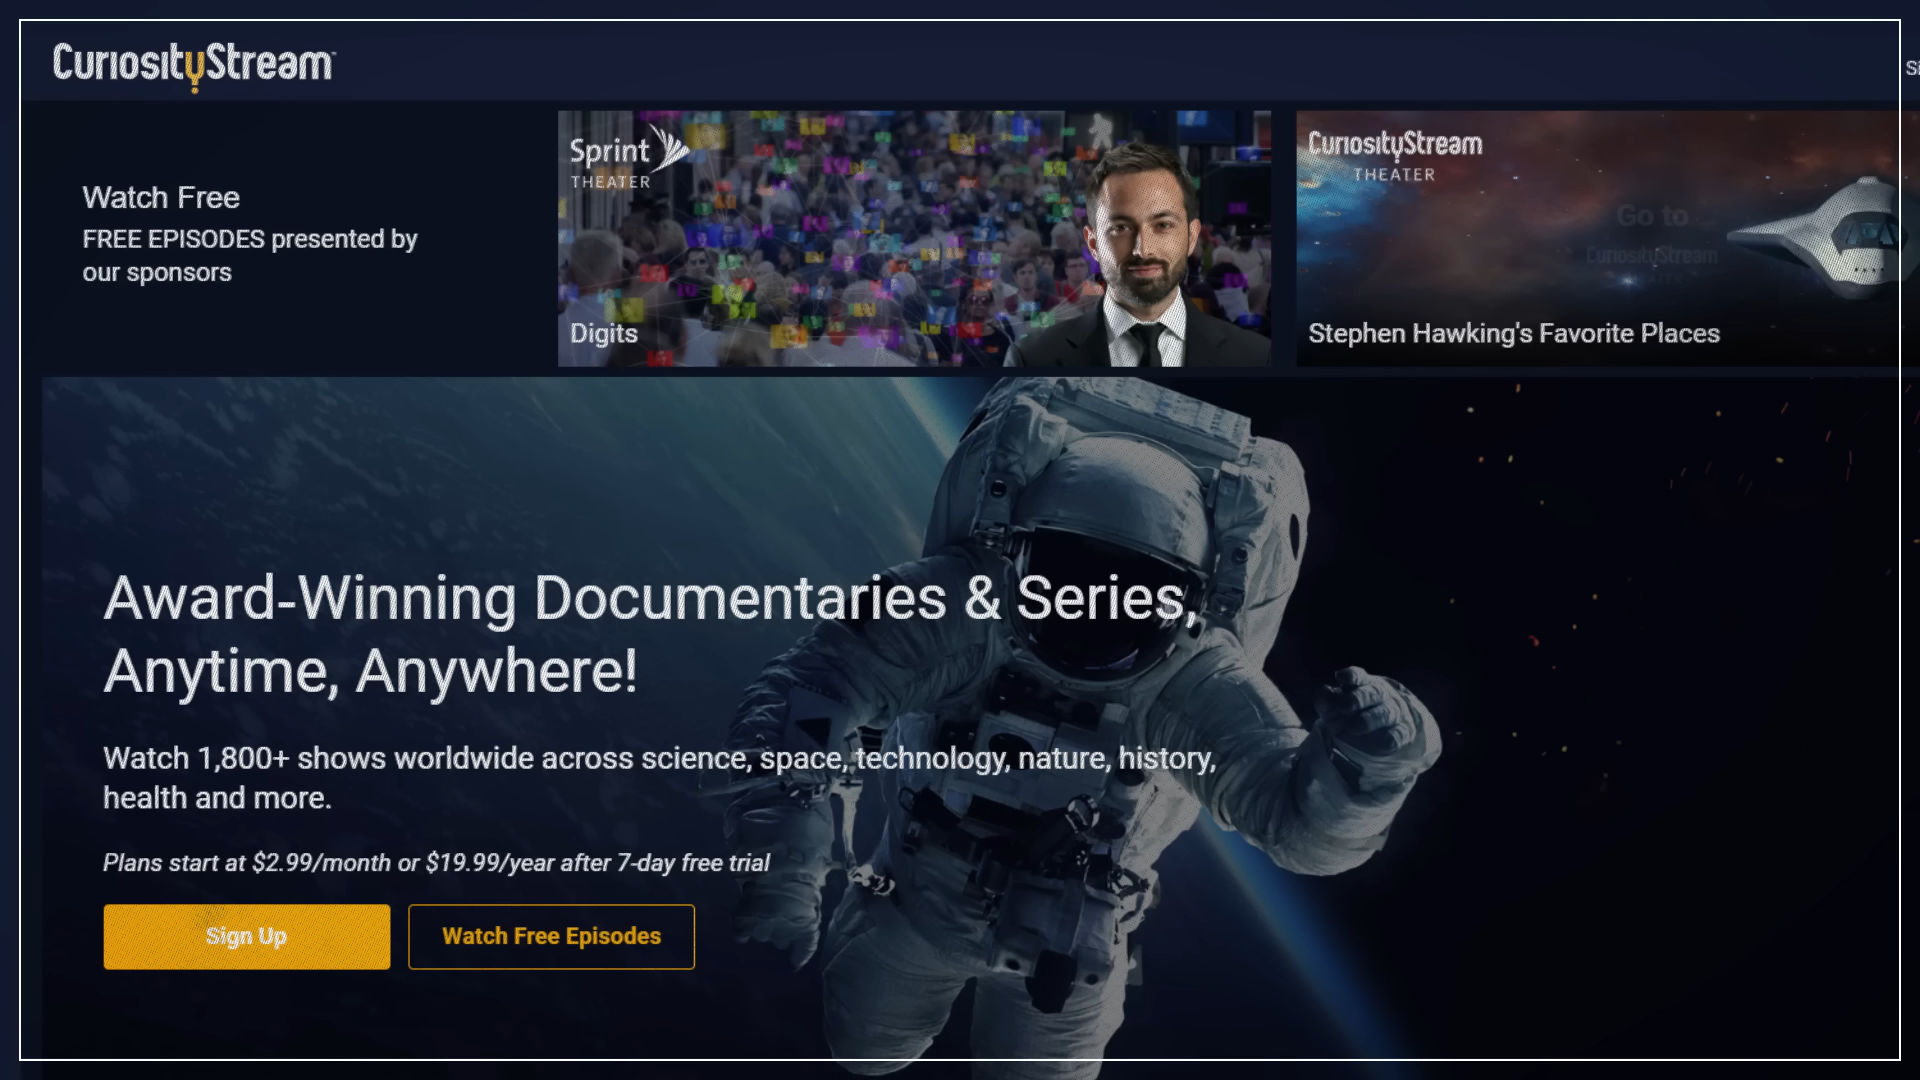 CuriosityStream
Watch Free
FREE EPISODES presented by
our sponsors
Sprint
THEATER
Digits
CuriosityStream
THEATER
Go to
CuriosityStream
Stephen Hawking's Favorite Places
Award-Winning Documentaries & Series,
Anytime, Anywhere!
Watch 1,800+ shows worldwide across science, space, technology, nature, history,
health and more.
Plans start at $2.99/month or $19.99/year after 7-day free trial
Sign Up
Watch Free Episodes